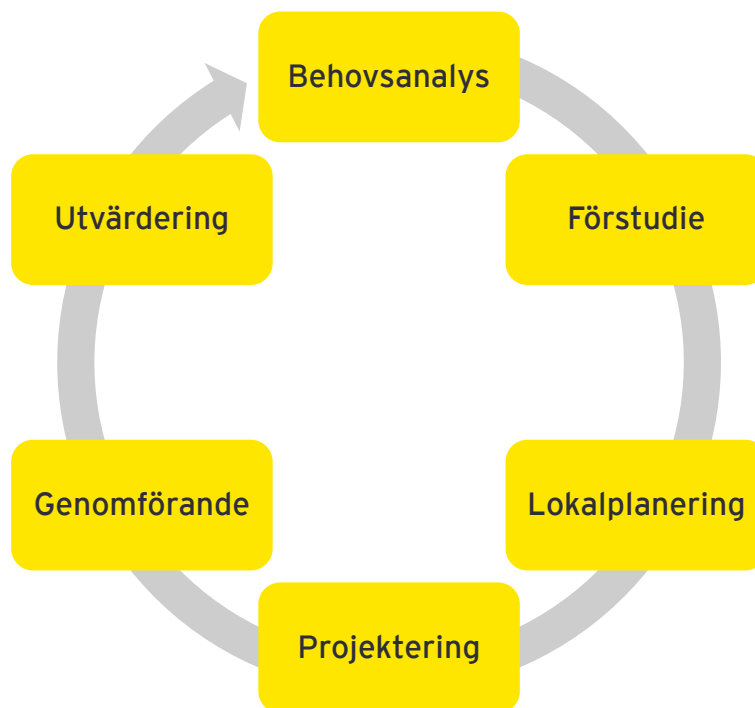 Behovsanalys
Förstudie
Lokalplanering
Projektering
Genomförande
Utvärdering